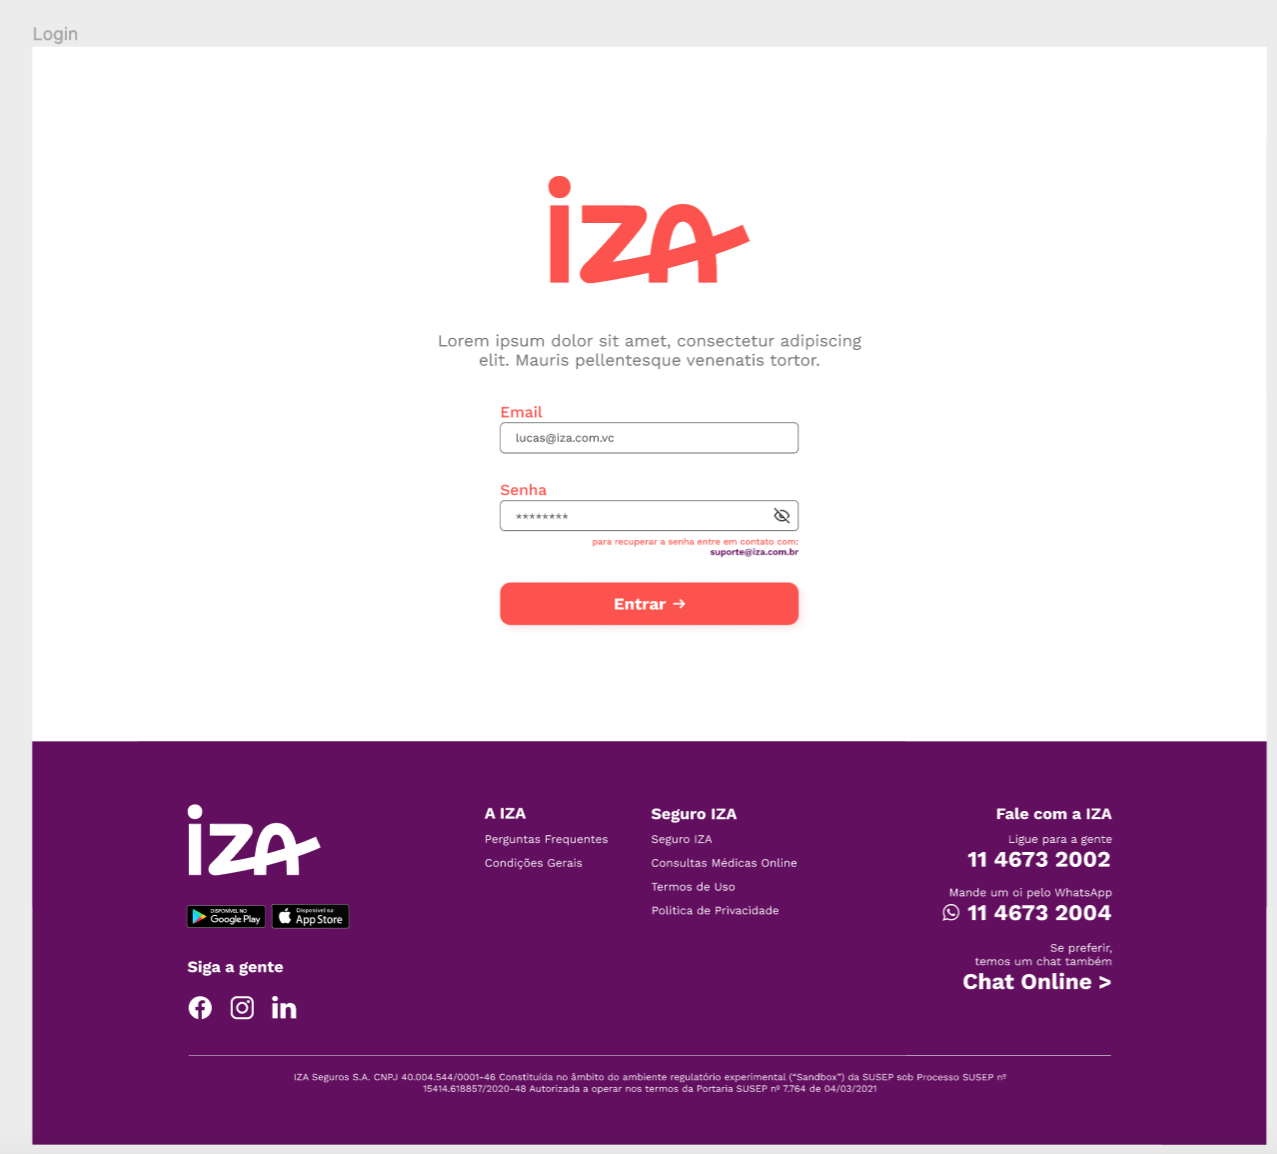 Login
iza
Lorem ipsum dolor sit amet, consectetur adipiscing
elit. Mauris pellentesque venenatis tortor.
Email
lucas@iza.com.vc
Senha
********
para recuperar a senha entre em contato com:
suporte@iza.com.br
Entrar →
iza
DISPONÍVEL NO
Google Play
Disponível na
App Store
Siga a gente
A IZA
Perguntas Frequentes
Condições Gerais
Seguro IZA
Seguro IZA
Consultas Médicas Online
Termos de Uso
Política de Privacidade
Fale com a IZA
Ligue para a gente
11 4673 2002
Mande um oi pelo WhatsApp
11 4673 2004
Se preferir,
temos um chat também
Chat Online >
IZA Seguros S.A. CNPJ 40.004.544/0001-46 Constituída no âmbito do ambiente regulatório experimental (“Sandbox”) da SUSEP sob Processo SUSEP nº
15414.618857/2020-48 Autorizada a operar nos termos da Portaria SUSEP nº 7.764 de 04/03/2021